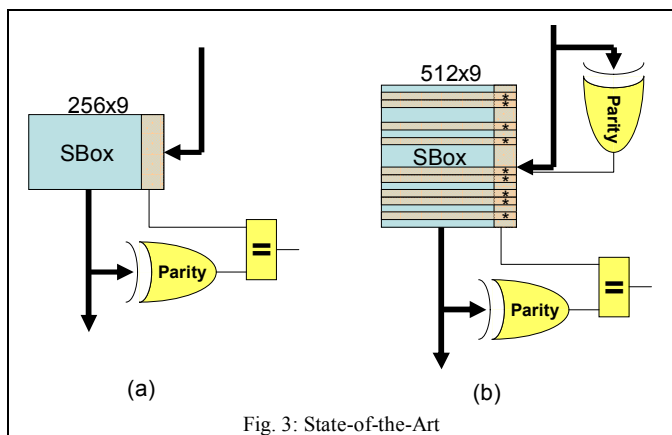 256x9
SBox
Parity
=
(a)
512x9
*
*
*
*
SBox
*
*
*
*
*
Parity
Parity
=
(b)
Fig. 3: State-of-the-Art